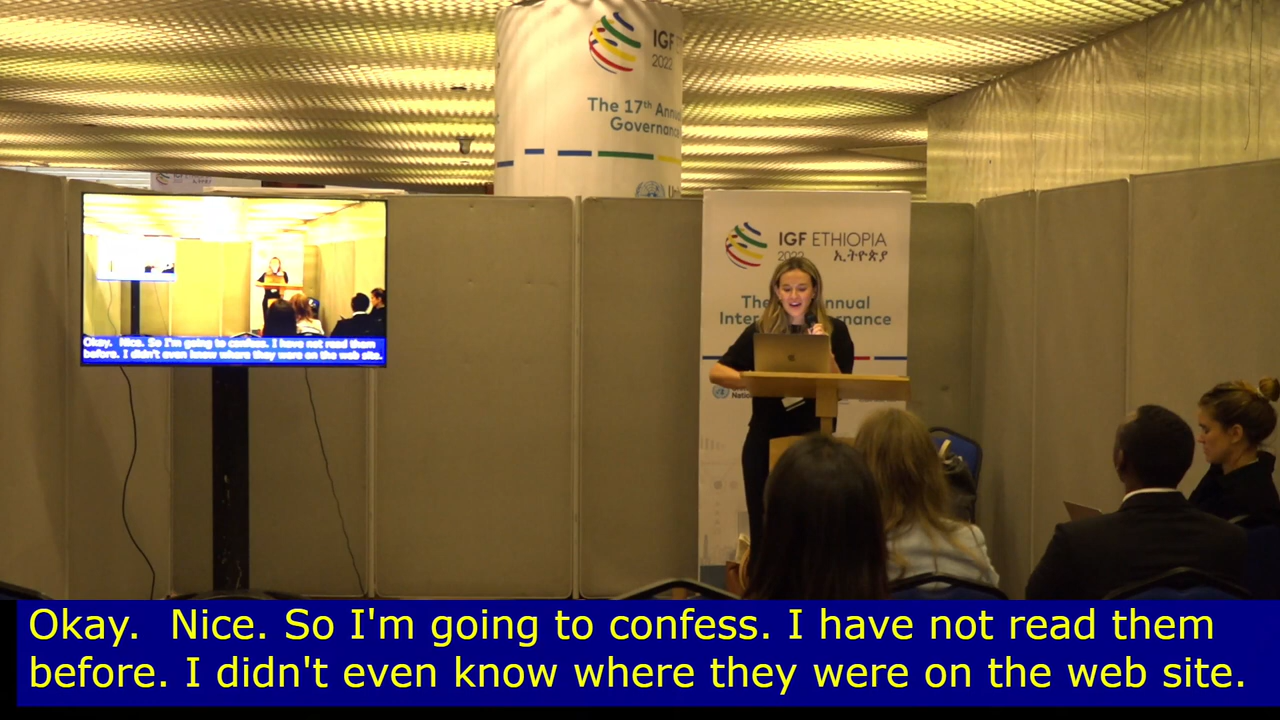 IGF
2022
The 17th Annu
Governanc
IGF ETHIOPIA
2022 ኢትዮጵያ
The Annual
Inter rnance
Okay. Nice. So I'm going to confess. I have not read them
before. I didn't even know where they were on the web site.
Okay. Nice. So I'm going to confess. I have not read them
before. I didn't even know where they were on the web site.